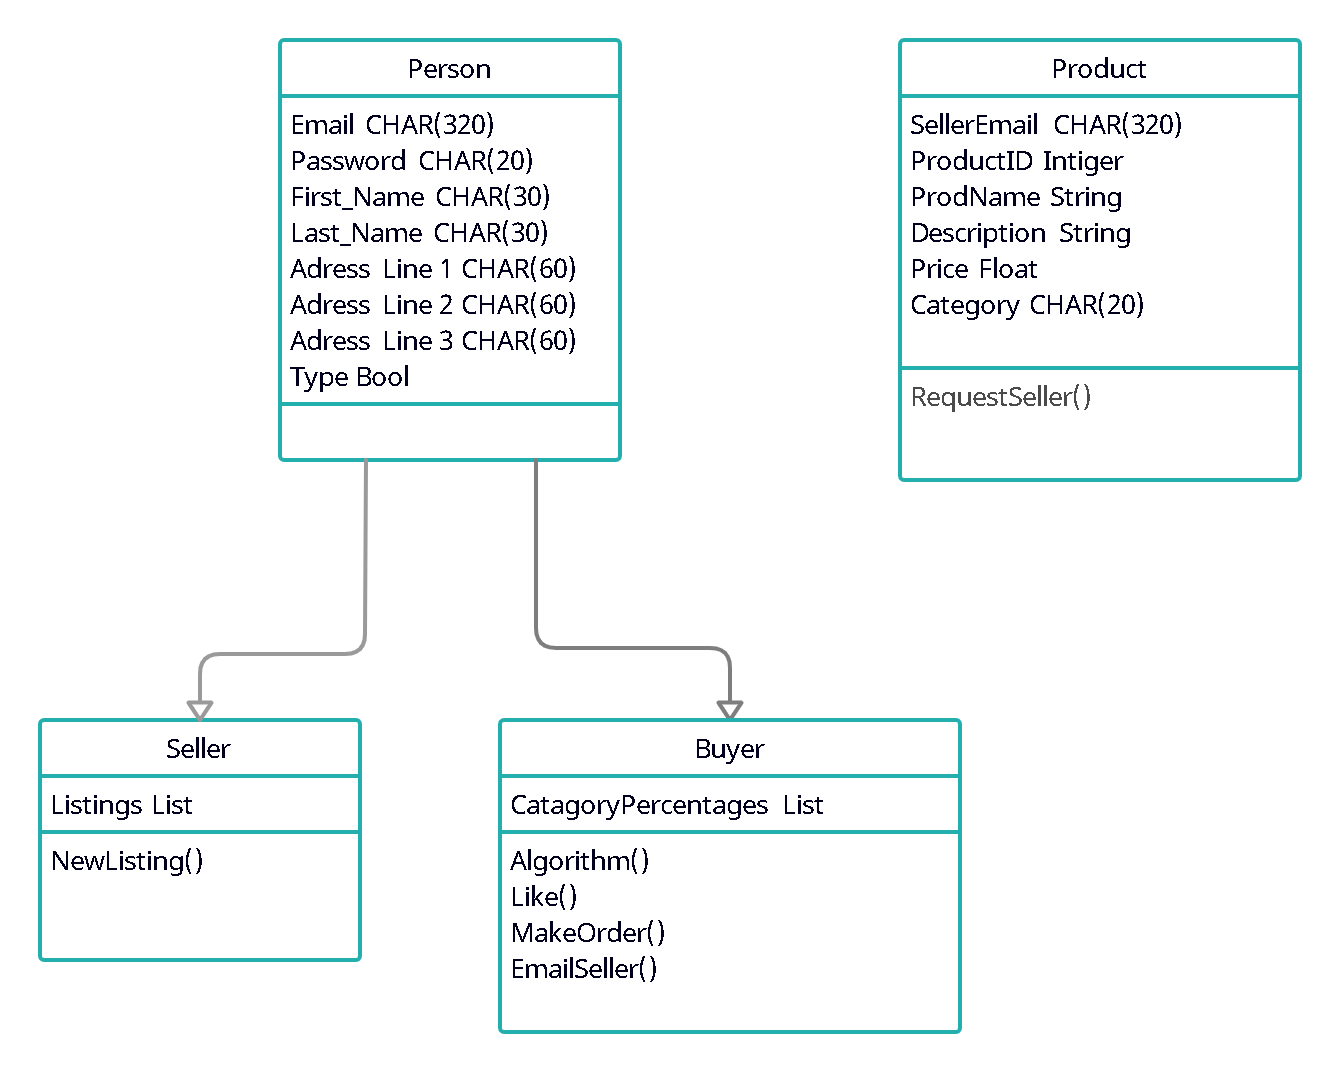 Person
Email CHAR(320)
Password CHAR(20)
First_Name CHAR(30)
Last_Name CHAR(30)
Adress Line 1 CHAR(60)
Adress Line 2 CHAR(60)
Adress Line 3 CHAR(60)
Type Bool
Product
SellerEmail CHAR(320)
ProductID Intiger
ProdName String
Description String
Price Float
Category CHAR(20)
RequestSeller()
Seller
Listings List
NewListing()
Buyer
CatagoryPercentages List
Algorithm()
Like()
MakeOrder()
EmailSeller()